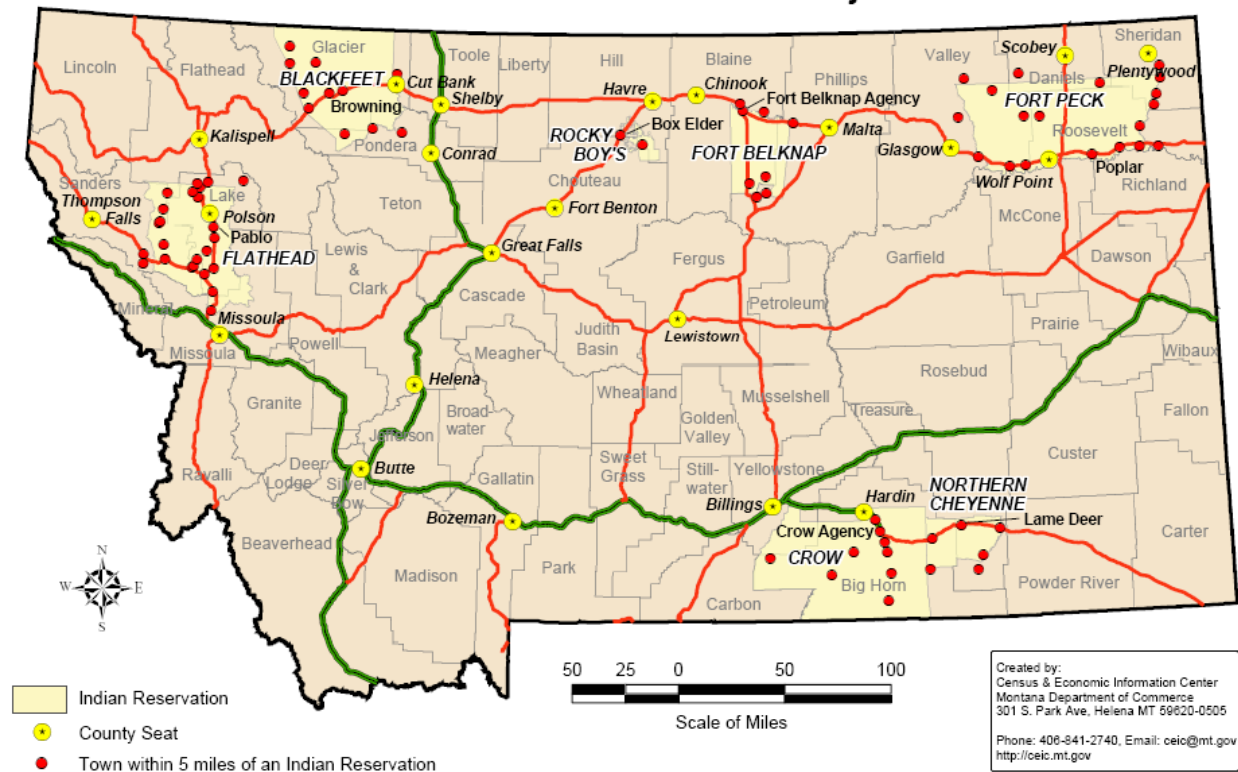 Glacier
Toole
Liberty
Hill
Blaine
Valley
Scobey
Sheridan
Lincoln
Flathead
BLACKFEET
Cut Bank
Havre
Chinook
Phillips
Daniels
Plentywood
Browning
Shelby
Fort Belknap Agency
FORT PECK
Kalispell
ROCKY
BOY'S
Box Elder
Malta
Roosevelt
Pondera
Conrad
FORT BELKNAP
Glasgow
Chouteau
Wolf Point
Poplar
Sanders
Thompson
Falls
Lake
Polson
Teton
Fort Benton
Richland
McCone
Pablo
FLATHEAD
Lewis
&
Clark
Great Falls
Fergus
Garfield
Dawson
Mineral
Missoula
Cascade
Petroleum
Missoula
Powell
Judith
Basin
Lewistown
Prairie
Meagher
Wibaux
Helena
Rosebud
Granite
Broad-
water
Wheatland
Golden
Valley
Musselshell
Treasure
Fallon
Jefferson
Ravalli
Deer
Lodge
Silver
Bow
Butte
Gallatin
Sweet
Grass
Still-
water
Yellowstone
Custer
Billings
Hardin
NORTHERN
CHEYENNE
Bozeman
Crow Agency
Lame Deer
Beaverhead
CROW
Carter
Madison
Park
Carbon
Big Horn
Powder River
N
W
E
S
50 25 0 50 100
Scale of Miles
Indian Reservation
County Seat
Town within 5 miles of an Indian Reservation
Created by:
Census & Economic Information Center
Montana Department of Commerce
301 S. Park Ave, Helena MT 59620-0505
Phone: 406-841-2740, Email: ceic@mt.gov
http://ceic.mt.gov